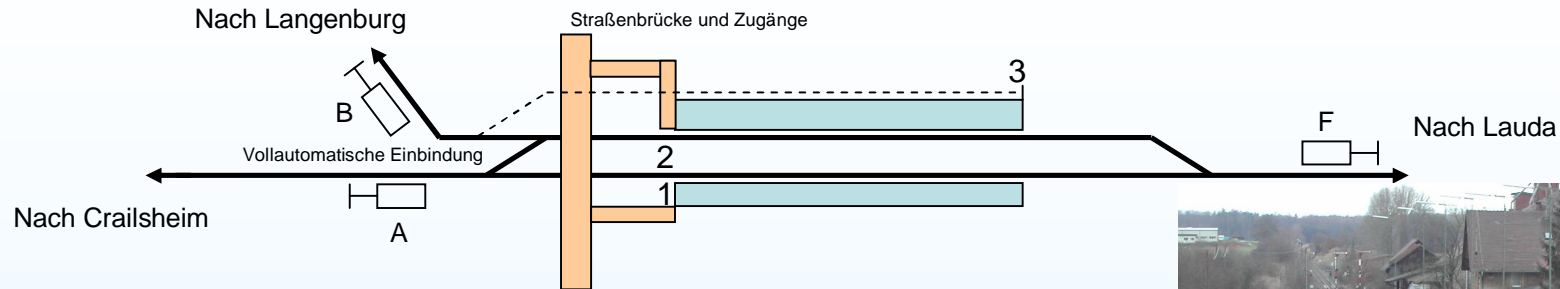 Nach Langenburg
Straßenbrücke und Zugänge
3
B
F
Nach Lauda
Vollautomatische Einbindung
2
1
Nach Crailsheim
A